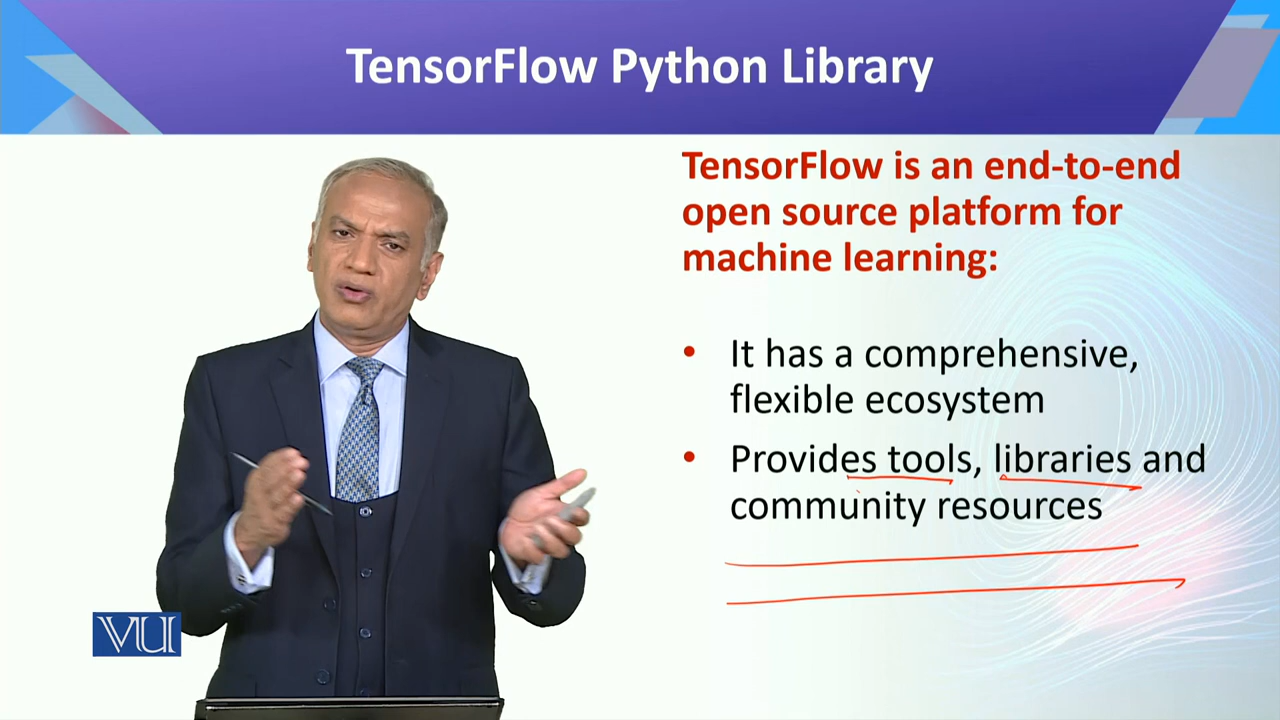 TensorFlow Python Library
TensorFlow is an end-to-end
open source platform for
machine learning:
• It has a comprehensive,
flexible ecosystem
• Provides tools, libraries and
community resources
VU